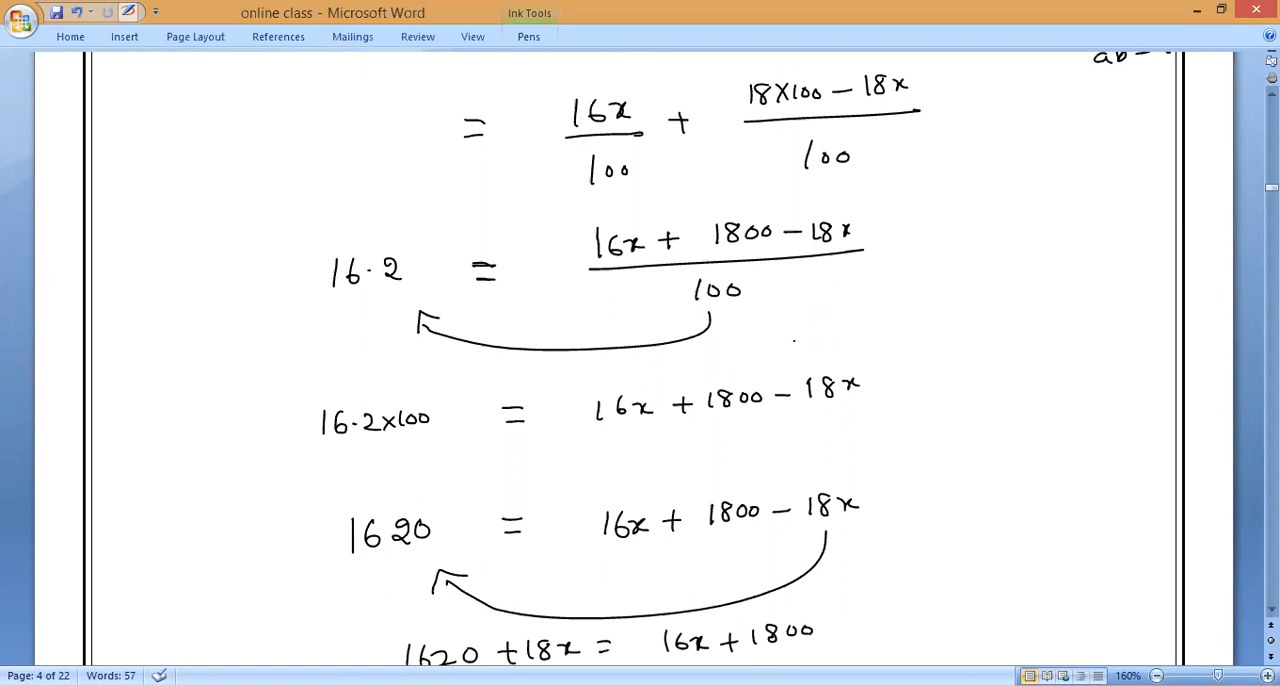 online class - Microsoft Word
Ink Tools
Home Insert Page Layout References Mailings Review View Pens
= 16x/100 + 18X100 - 18x/100
16.2 = 16x + 1800 - 18x/100
16.2x100 = 16x + 1800 - 18x
1620 = 16x + 1800 - 18x
1620 + 18x = 16x + 1800
Page: 4 of 22 Words: 57 160%